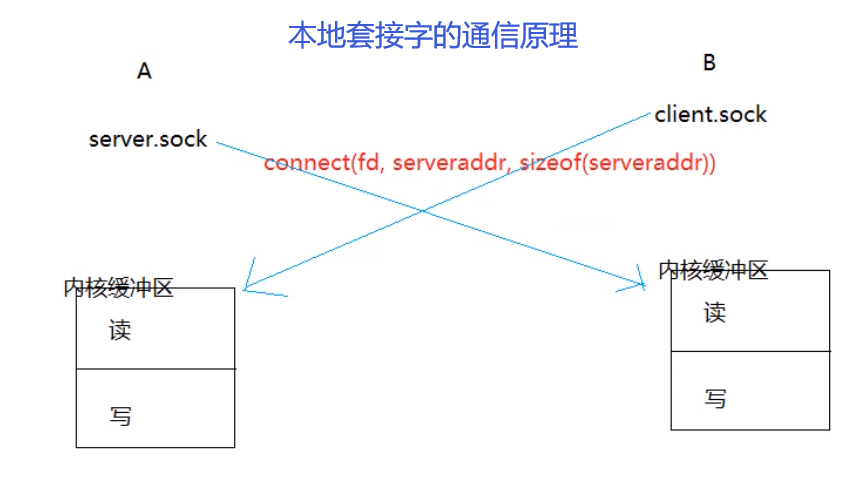 本地套接字的通信原理
A
B
server.sock
client.sock
connect(fd, serveraddr, sizeof(serveraddr))
内核缓冲区
读
写
内核缓冲区
读
写